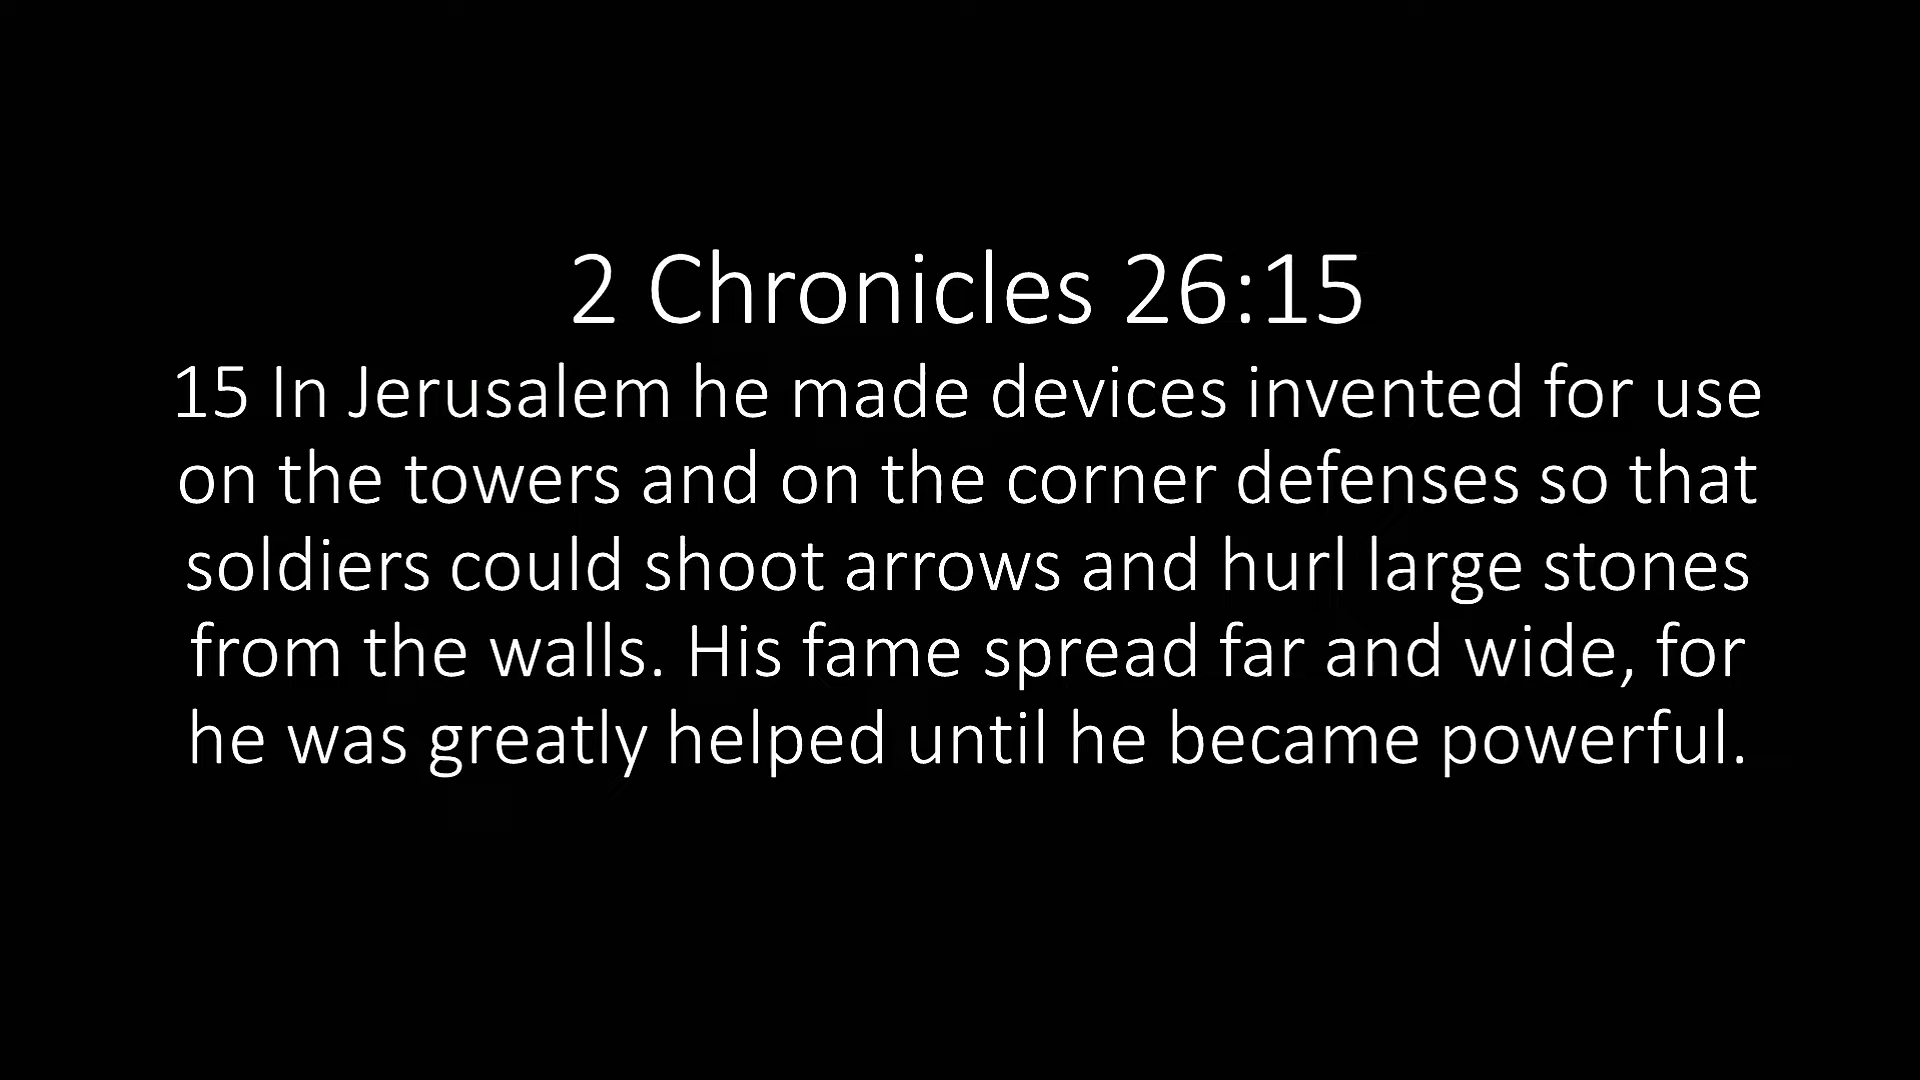 2 Chronicles 26:15
15 In Jerusalem he made devices invented for use
on the towers and on the corner defenses so that
soldiers could shoot arrows and hurl large stones
from the walls. His fame spread far and wide, for
he was greatly helped until he became powerful.